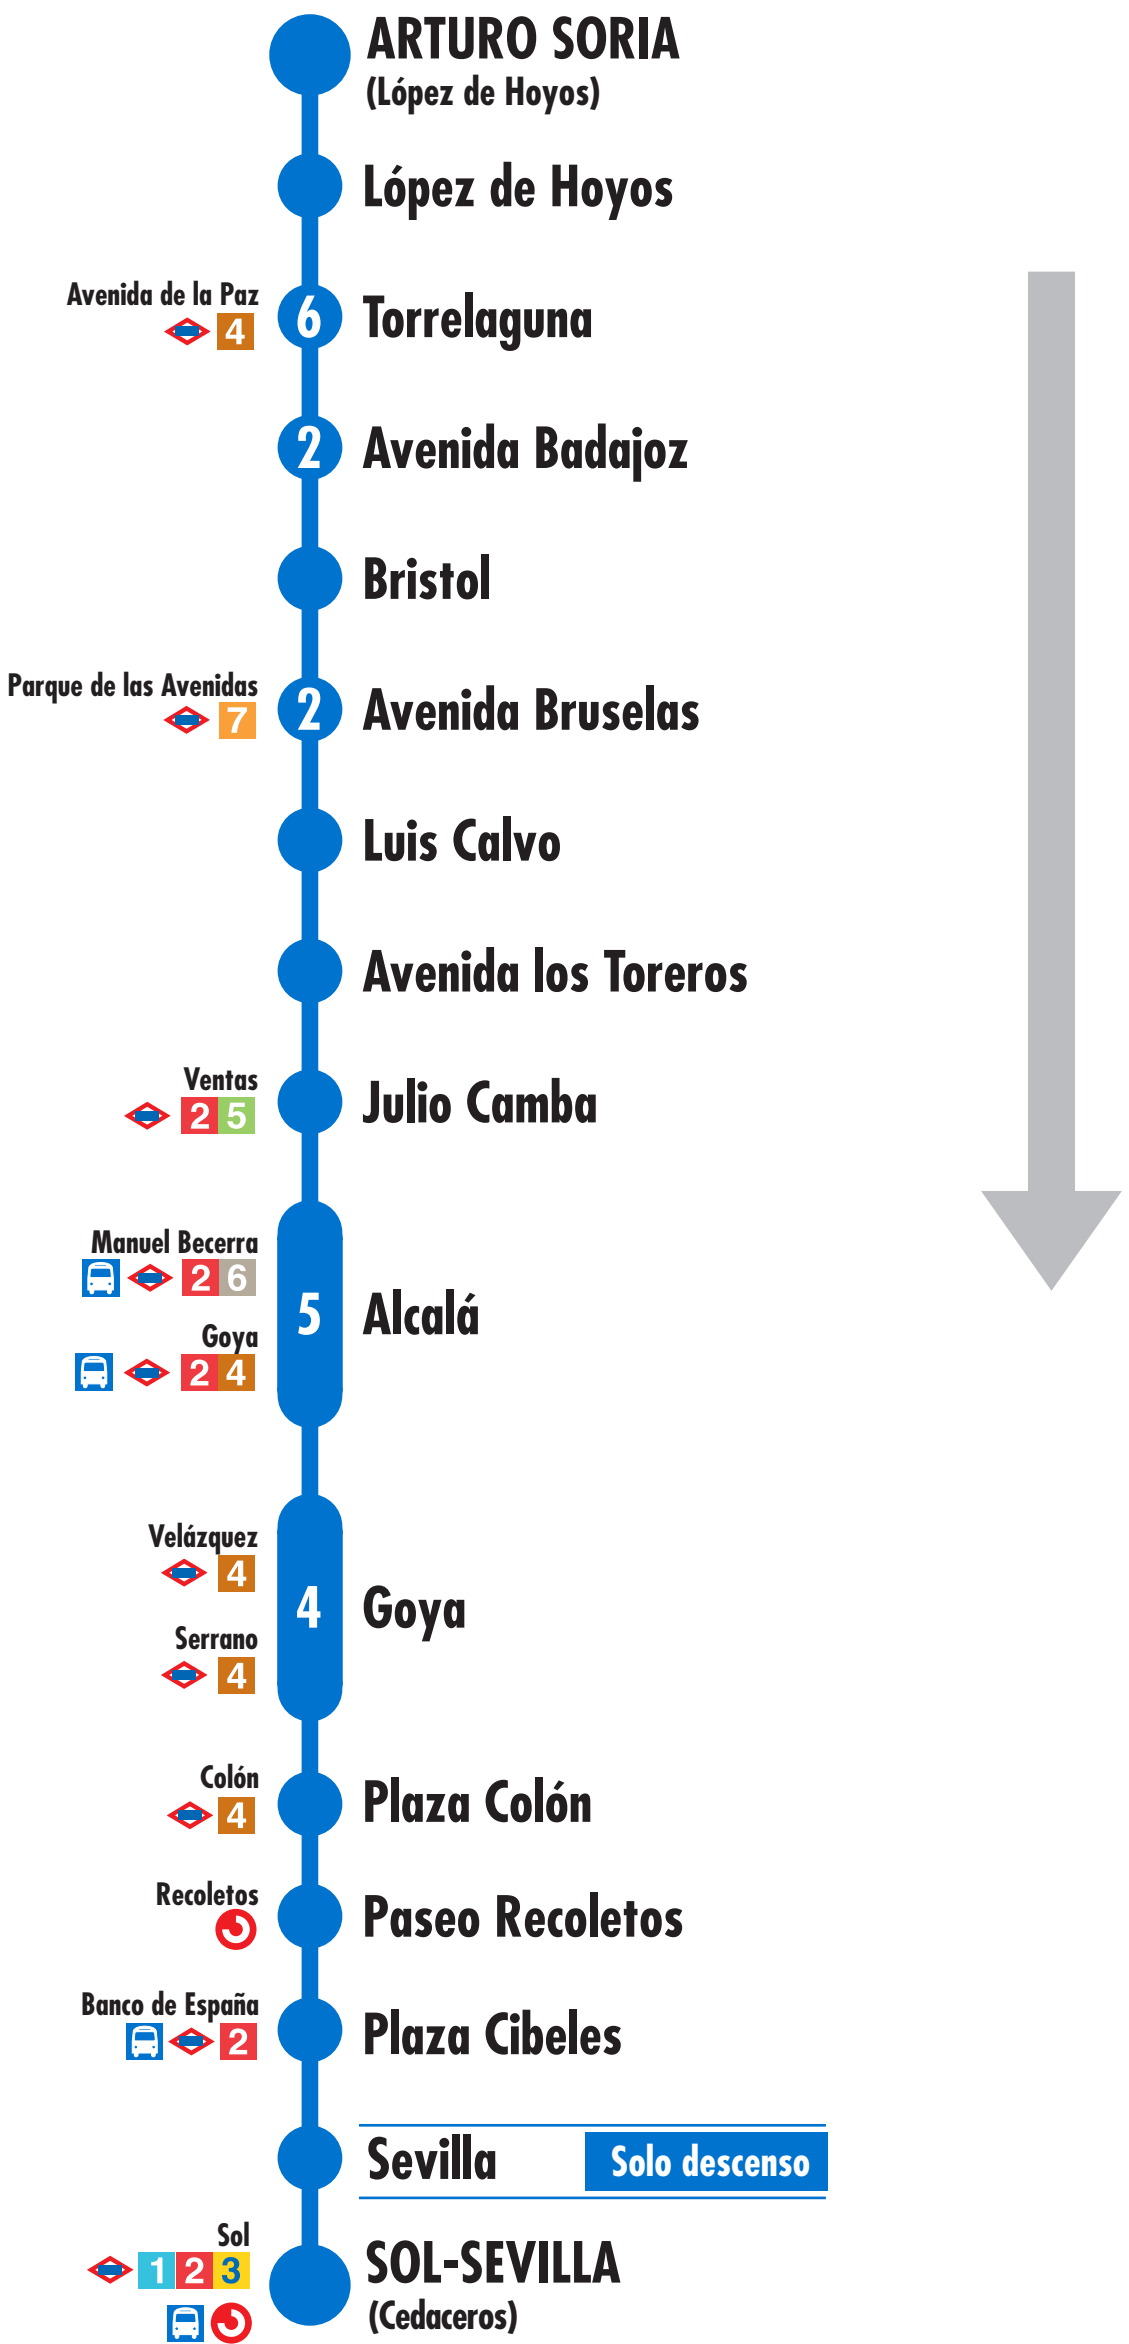 ARTURO SORIA
(López de Hoyos)
López de Hoyos
Avenida de la Paz
4
6
Torrelaguna
2
Avenida Badajoz
Bristol
Parque de las Avenidas
7
2
Avenida Bruselas
Luis Calvo
Avenida los Toreros
Ventas
2 5
Julio Camba
Manuel Becerra
2 6
Goya
2 4
5
Alcalá
Velázquez
4
Serrano
4
4
Goya
Colón
4
Plaza Colón
Recoletos
Paseo Recoletos
Banco de España
2
Plaza Cibeles
Sevilla
Solo descenso
Sol
1 2 3
SOL-SEVILLA
(Cedaceros)